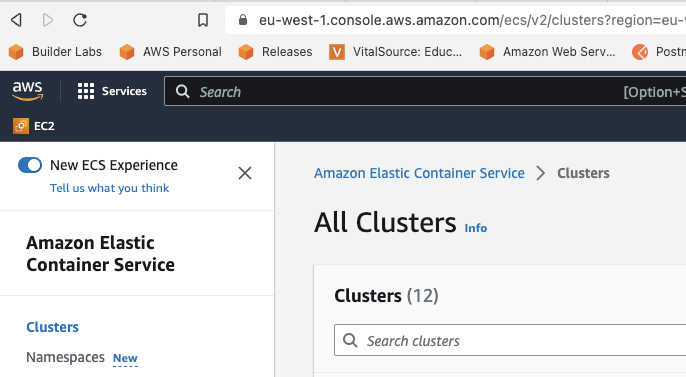 eu-west-1.console.aws.amazon.com/ecs/v2/clusters?region=eu-
Builder Labs AWS Personal Releases VitalSource: Educ... Amazon Web Serv... Postm
aws Services Search [Option+S
EC2
New ECS Experience
Tell us what you think
Amazon Elastic Container Service
Clusters
Namespaces New
Amazon Elastic Container Service > Clusters
All Clusters Info
Clusters (12)
Search clusters